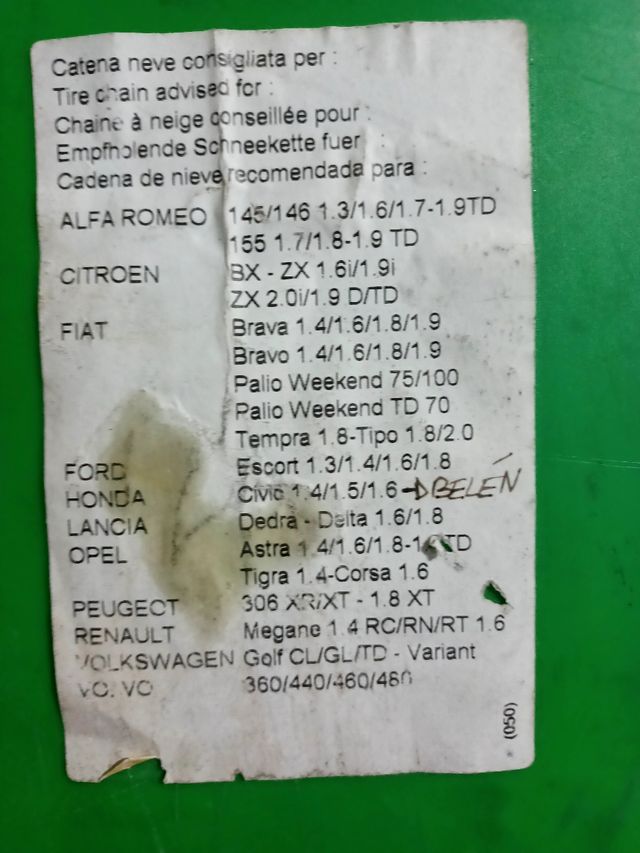 Catena neve consigliata per :
Tire chain advised for :
Chaine à neige conseillée pour :
Empfholende Schneekette fuer :
Cadena de nieve recomendada para :
ALFA ROMEO 145/146 1.3/1.6/1.7-1.9TD
155 1.7/1.8-1.9 TD
CITROEN BX - ZX 1.6i/1.9i
ZX 2.0i/1.9 D/TD
FIAT Brava 1.4/1.6/1.8/1.9
Bravo 1.4/1.6/1.8/1.9
Palio Weekend 75/100
Palio Weekend TD 70
Tempra 1.8-Tipo 1.8/2.0
FORD Escort 1.3/1.4/1.6/1.8
HONDA Civic 1.4/1.5/1.6 → BELÉN
LANCIA Dedra - Delta 1.6/1.8
OPEL Astra 1.4/1.6/1.8- TD
Tigra 1.4-Corsa 1.6
PEUGEOT 306 XR/XT - 1.8 XT
RENAULT Megane 1.4 RC/RN/RT 1.6
VOLKSWAGEN Golf CL/GL/TD - Variant
VOLVO 360/440/460/480
(050)